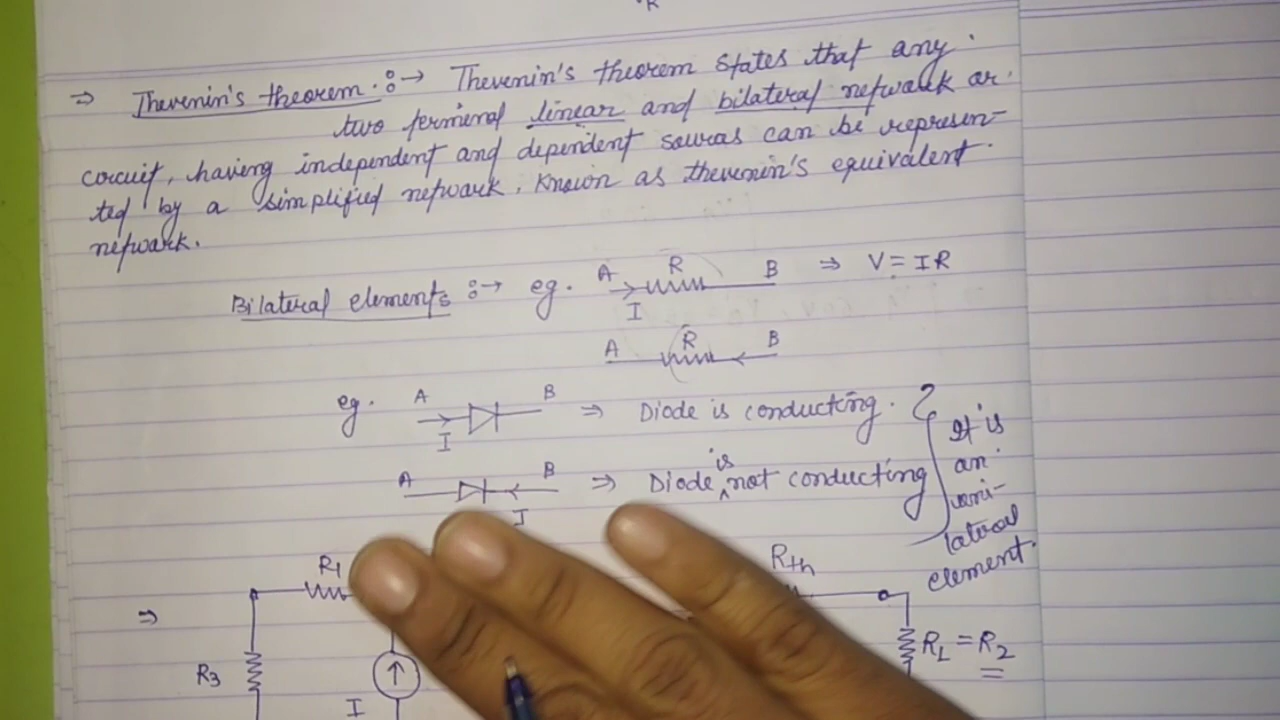 R
⇒ Thevenin's theorem :→ Thevenin's theorem states that any
two terminal linear and bilateral network or
circuit, having independent and dependent sources can be represen-
ted by a simplified network, known as thevenin's equivalent
network.
Bilateral elements :→ eg. A R B ⇒ V = IR
I
A R B
eg. A B ⇒ Diode is conducting.
I
A B ⇒ Diode is not conducting
I
It is
an
uni-
lateral
element.
R1 Rth
⇒
R3 RL = R2
I